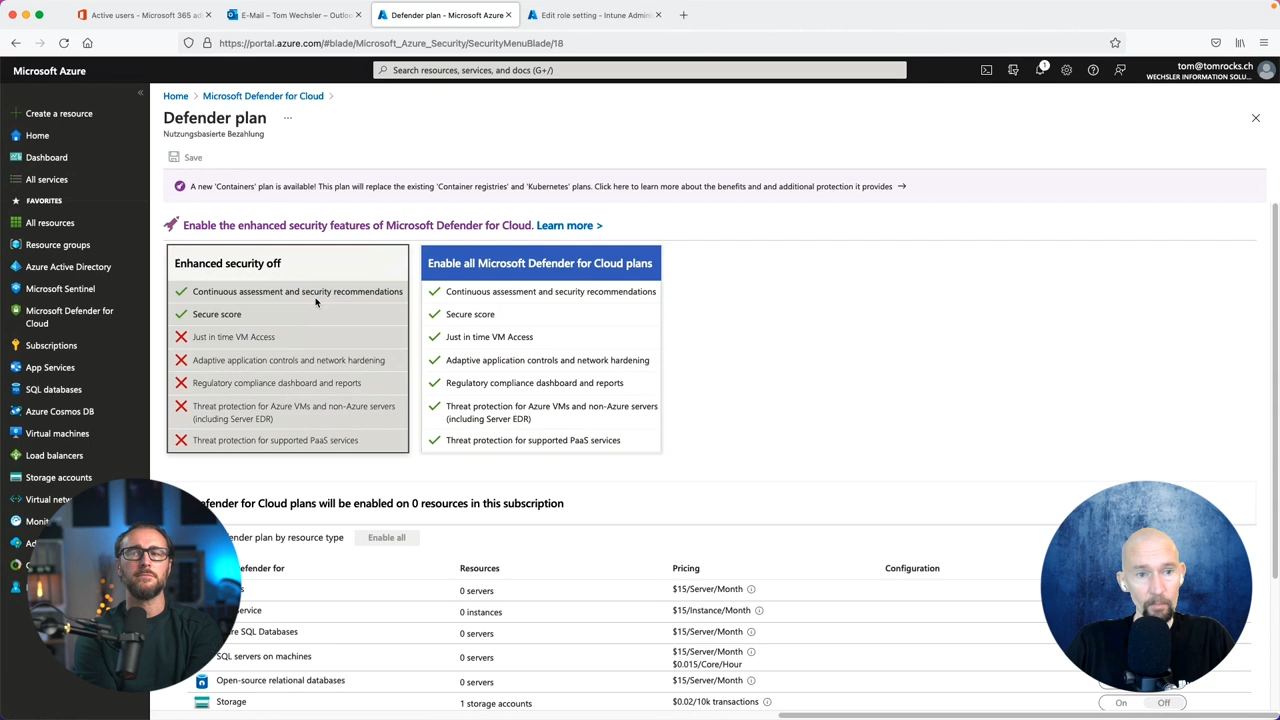 Active users - Microsoft 365 ad
E-Mail – Tom Wechsler – Outlo
Defender plan - Microsoft Azure
Edit role setting - Intune Admin
https://portal.azure.com/#blade/Microsoft_Azure_Security/SecurityMenuBlade/18
Microsoft Azure
Search resources, services, and docs (G+/)
1
tom@tomrocks.ch
WECHSLER INFORMATION SOLU...
Create a resource
Home
Dashboard
All services
FAVORITES
All resources
Resource groups
Azure Active Directory
Microsoft Sentinel
Microsoft Defender for
Cloud
Subscriptions
App Services
SQL databases
Azure Cosmos DB
Virtual machines
Load balancers
Storage accounts
Virtual netw
Monit
Home > Microsoft Defender for Cloud >
Defender plan ...
Nutzungsbasierte Bezahlung
Save
A new 'Containers' plan is available! This plan will replace the existing 'Container registries' and 'Kubernetes' plans. Click here to learn more about the benefits and and additional protection it provides →
Enable the enhanced security features of Microsoft Defender for Cloud. Learn more >
Enhanced security off
Continuous assessment and security recommendations
Secure score
Just in time VM Access
Adaptive application controls and network hardening
Regulatory compliance dashboard and reports
Threat protection for Azure VMs and non-Azure servers
(including Server EDR)
Threat protection for supported PaaS services
Enable all Microsoft Defender for Cloud plans
Continuous assessment and security recommendations
Secure score
Just in time VM Access
Adaptive application controls and network hardening
Regulatory compliance dashboard and reports
Threat protection for Azure VMs and non-Azure servers
(including Server EDR)
Threat protection for supported PaaS services
efender for Cloud plans will be enabled on 0 resources in this subscription
nder plan by resource type Enable all
efender for Resources Pricing Configuration
s 0 servers $15/Server/Month
ervice 0 instances $15/Instance/Month
re SQL Databases 0 servers $15/Server/Month
SQL servers on machines 0 servers $15/Server/Month
$0.015/Core/Hour
Open-source relational databases 0 servers $15/Server/Month
Storage 1 storage accounts $0.02/10k transactions On Off